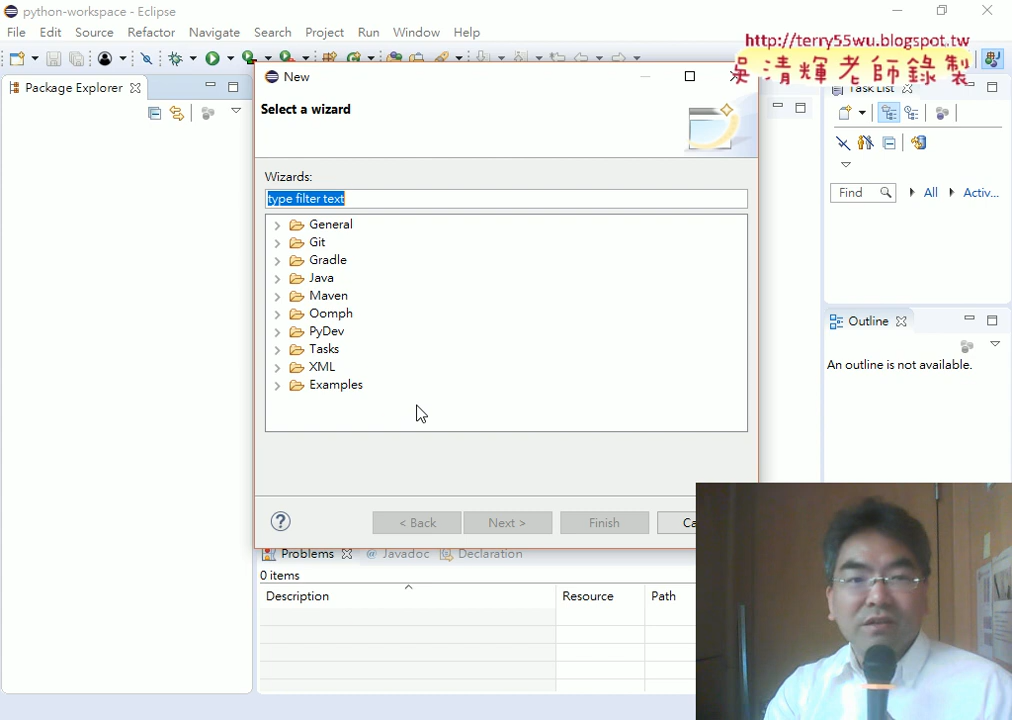 python-workspace - Eclipse
File Edit Source Refactor Navigate Search Project Run Window Help
http://terry55wu.blogspot.tw
吳清輝老師錄製
Package Explorer
New
Task List
Select a wizard
Wizards:
type filter text
Find All Activ...
General
Git
Gradle
Java
Maven
Oomph
PyDev
Tasks
XML
Examples
Outline
An outline is not available.
< Back Next > Finish Ca
Problems Javadoc Declaration
0 items
Description Resource Path